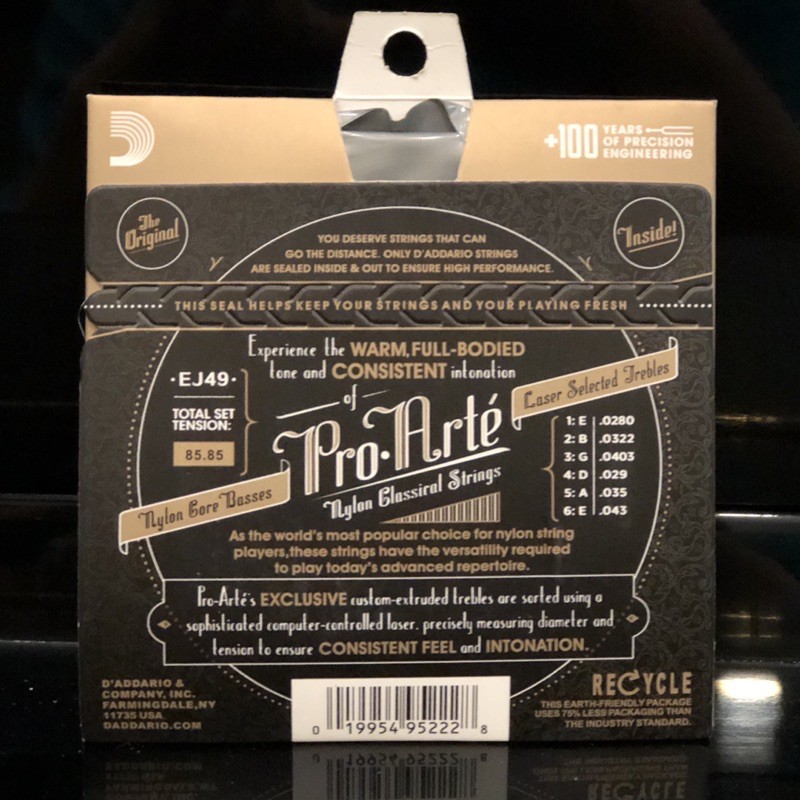 +100 YEARS
OF PRECISION
ENGINEERING
The
Original
Inside!
YOU DESERVE STRINGS THAT CAN
GO THE DISTANCE. ONLY D'ADDARIO STRINGS
ARE SEALED INSIDE & OUT TO ENSURE HIGH PERFORMANCE.
THIS SEAL HELPS KEEP YOUR STRINGS AND YOUR PLAYING FRESH
Experience the WARM, FULL-BODIED
tone and CONSISTENT intonation
of
Pro·Arté
Nylon Classical Strings
·EJ49·
TOTAL SET
TENSION:
85.85
Nylon Core Basses
Laser Selected Trebles
1: E .0280
2: B .0322
3: G .0403
4: D .029
5: A .035
6: E .043
As the world's most popular choice for nylon string
players,these strings have the versatility required
to play today's advanced repertoire.
Pro-Arté's EXCLUSIVE custom-extruded trebles are sorted using a
sophisticated computer-controlled laser, precisely measuring diameter and
tension to ensure CONSISTENT FEEL and INTONATION.
D'ADDARIO &
COMPANY, INC.
FARMINGDALE,NY
11735 USA
DADDARIO.COM
0 19954 95222 8
RECYCLE
THIS EARTH-FRIENDLY PACKAGE
USES 75% LESS PACKAGING THAN
THE INDUSTRY STANDARD.